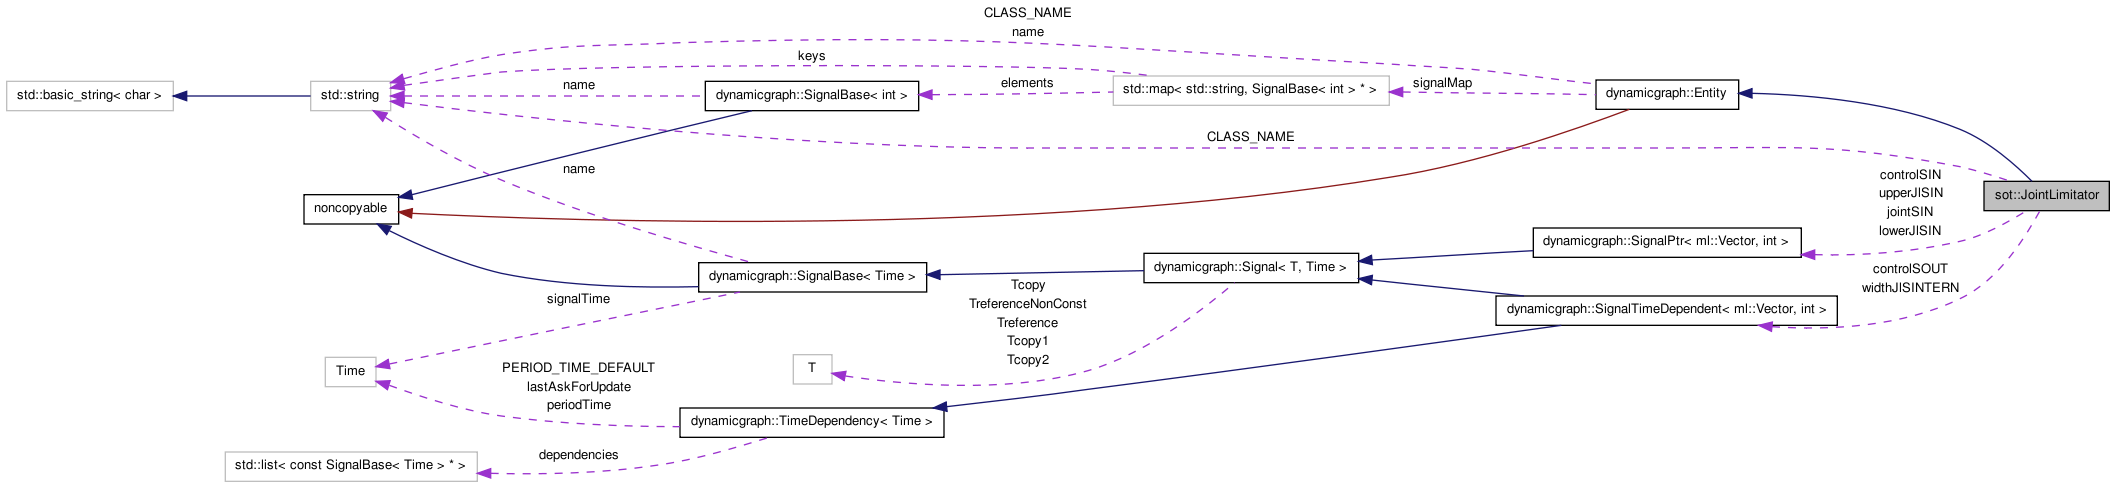 CLASS_NAME
name
keys
std::basic_string< char >
std::string
name
dynamicgraph::SignalBase< int >
elements
std::map< std::string, SignalBase< int > * >
signalMap
dynamicgraph::Entity
CLASS_NAME
name
noncopyable
sot::JointLimitator
controlSIN
upperJlSIN
jointSIN
lowerJlSIN
dynamicgraph::SignalPtr< ml::Vector, int >
dynamicgraph::Signal< T, Time >
dynamicgraph::SignalBase< Time >
controlSOUT
widthJlSINTERN
signalTime
Tcopy
TreferenceNonConst
Treference
Tcopy1
Tcopy2
dynamicgraph::SignalTimeDependent< ml::Vector, int >
Time
T
PERIOD_TIME_DEFAULT
lastAskForUpdate
periodTime
dynamicgraph::TimeDependency< Time >
dependencies
std::list< const SignalBase< Time > * >